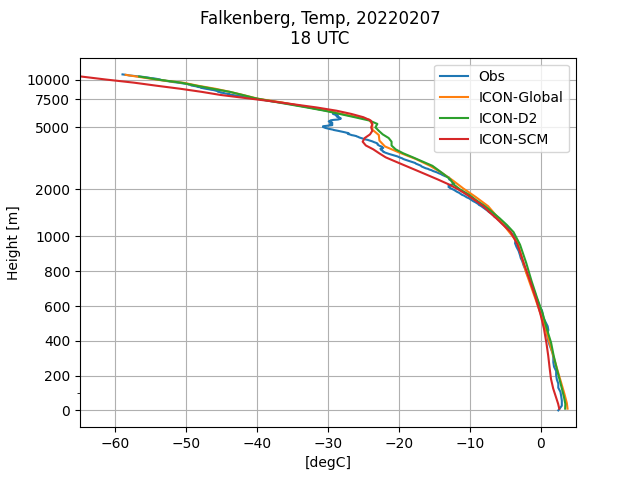 Falkenberg, Temp, 20220207
18 UTC
Obs
ICON-Global
ICON-D2
ICON-SCM
Height [m]
10000
7500
5000
2000
1000
800
600
400
200
0
−60 −50 −40 −30 −20 −10 0
[degC]